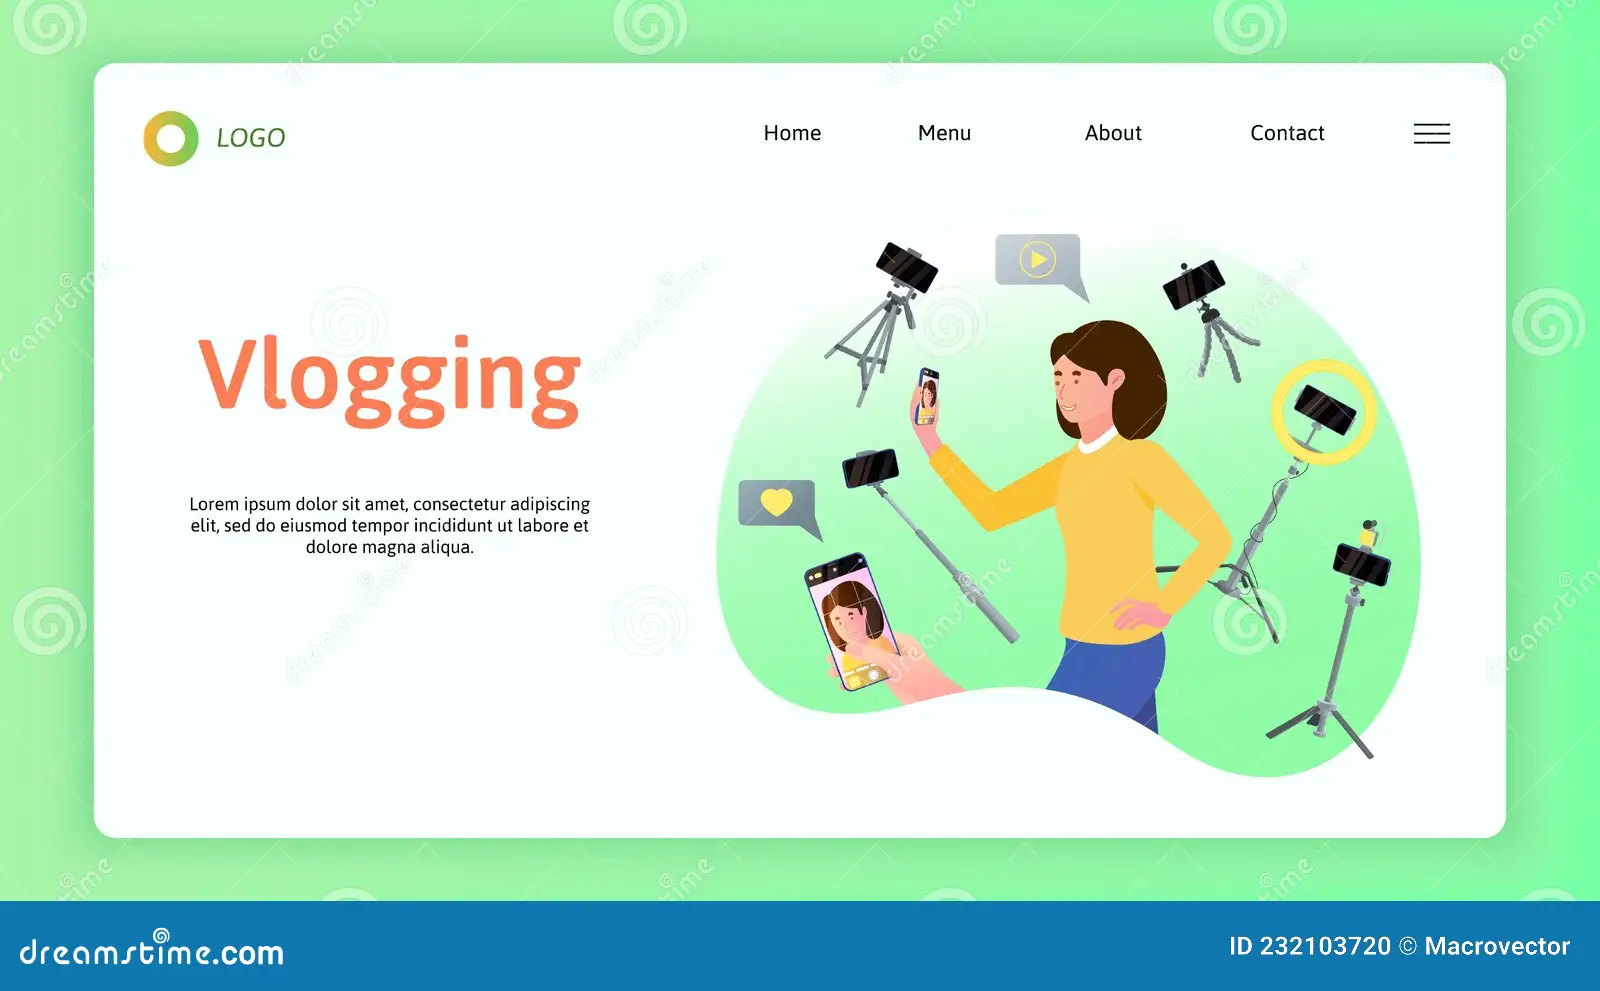 LOGO
Home Menu About Contact
Vlogging
Lorem ipsum dolor sit amet, consectetur adipiscing
elit, sed do eiusmod tempor incididunt ut labore et
dolore magna aliqua.
dreamstime.com
ID 232103720 © Macrovector